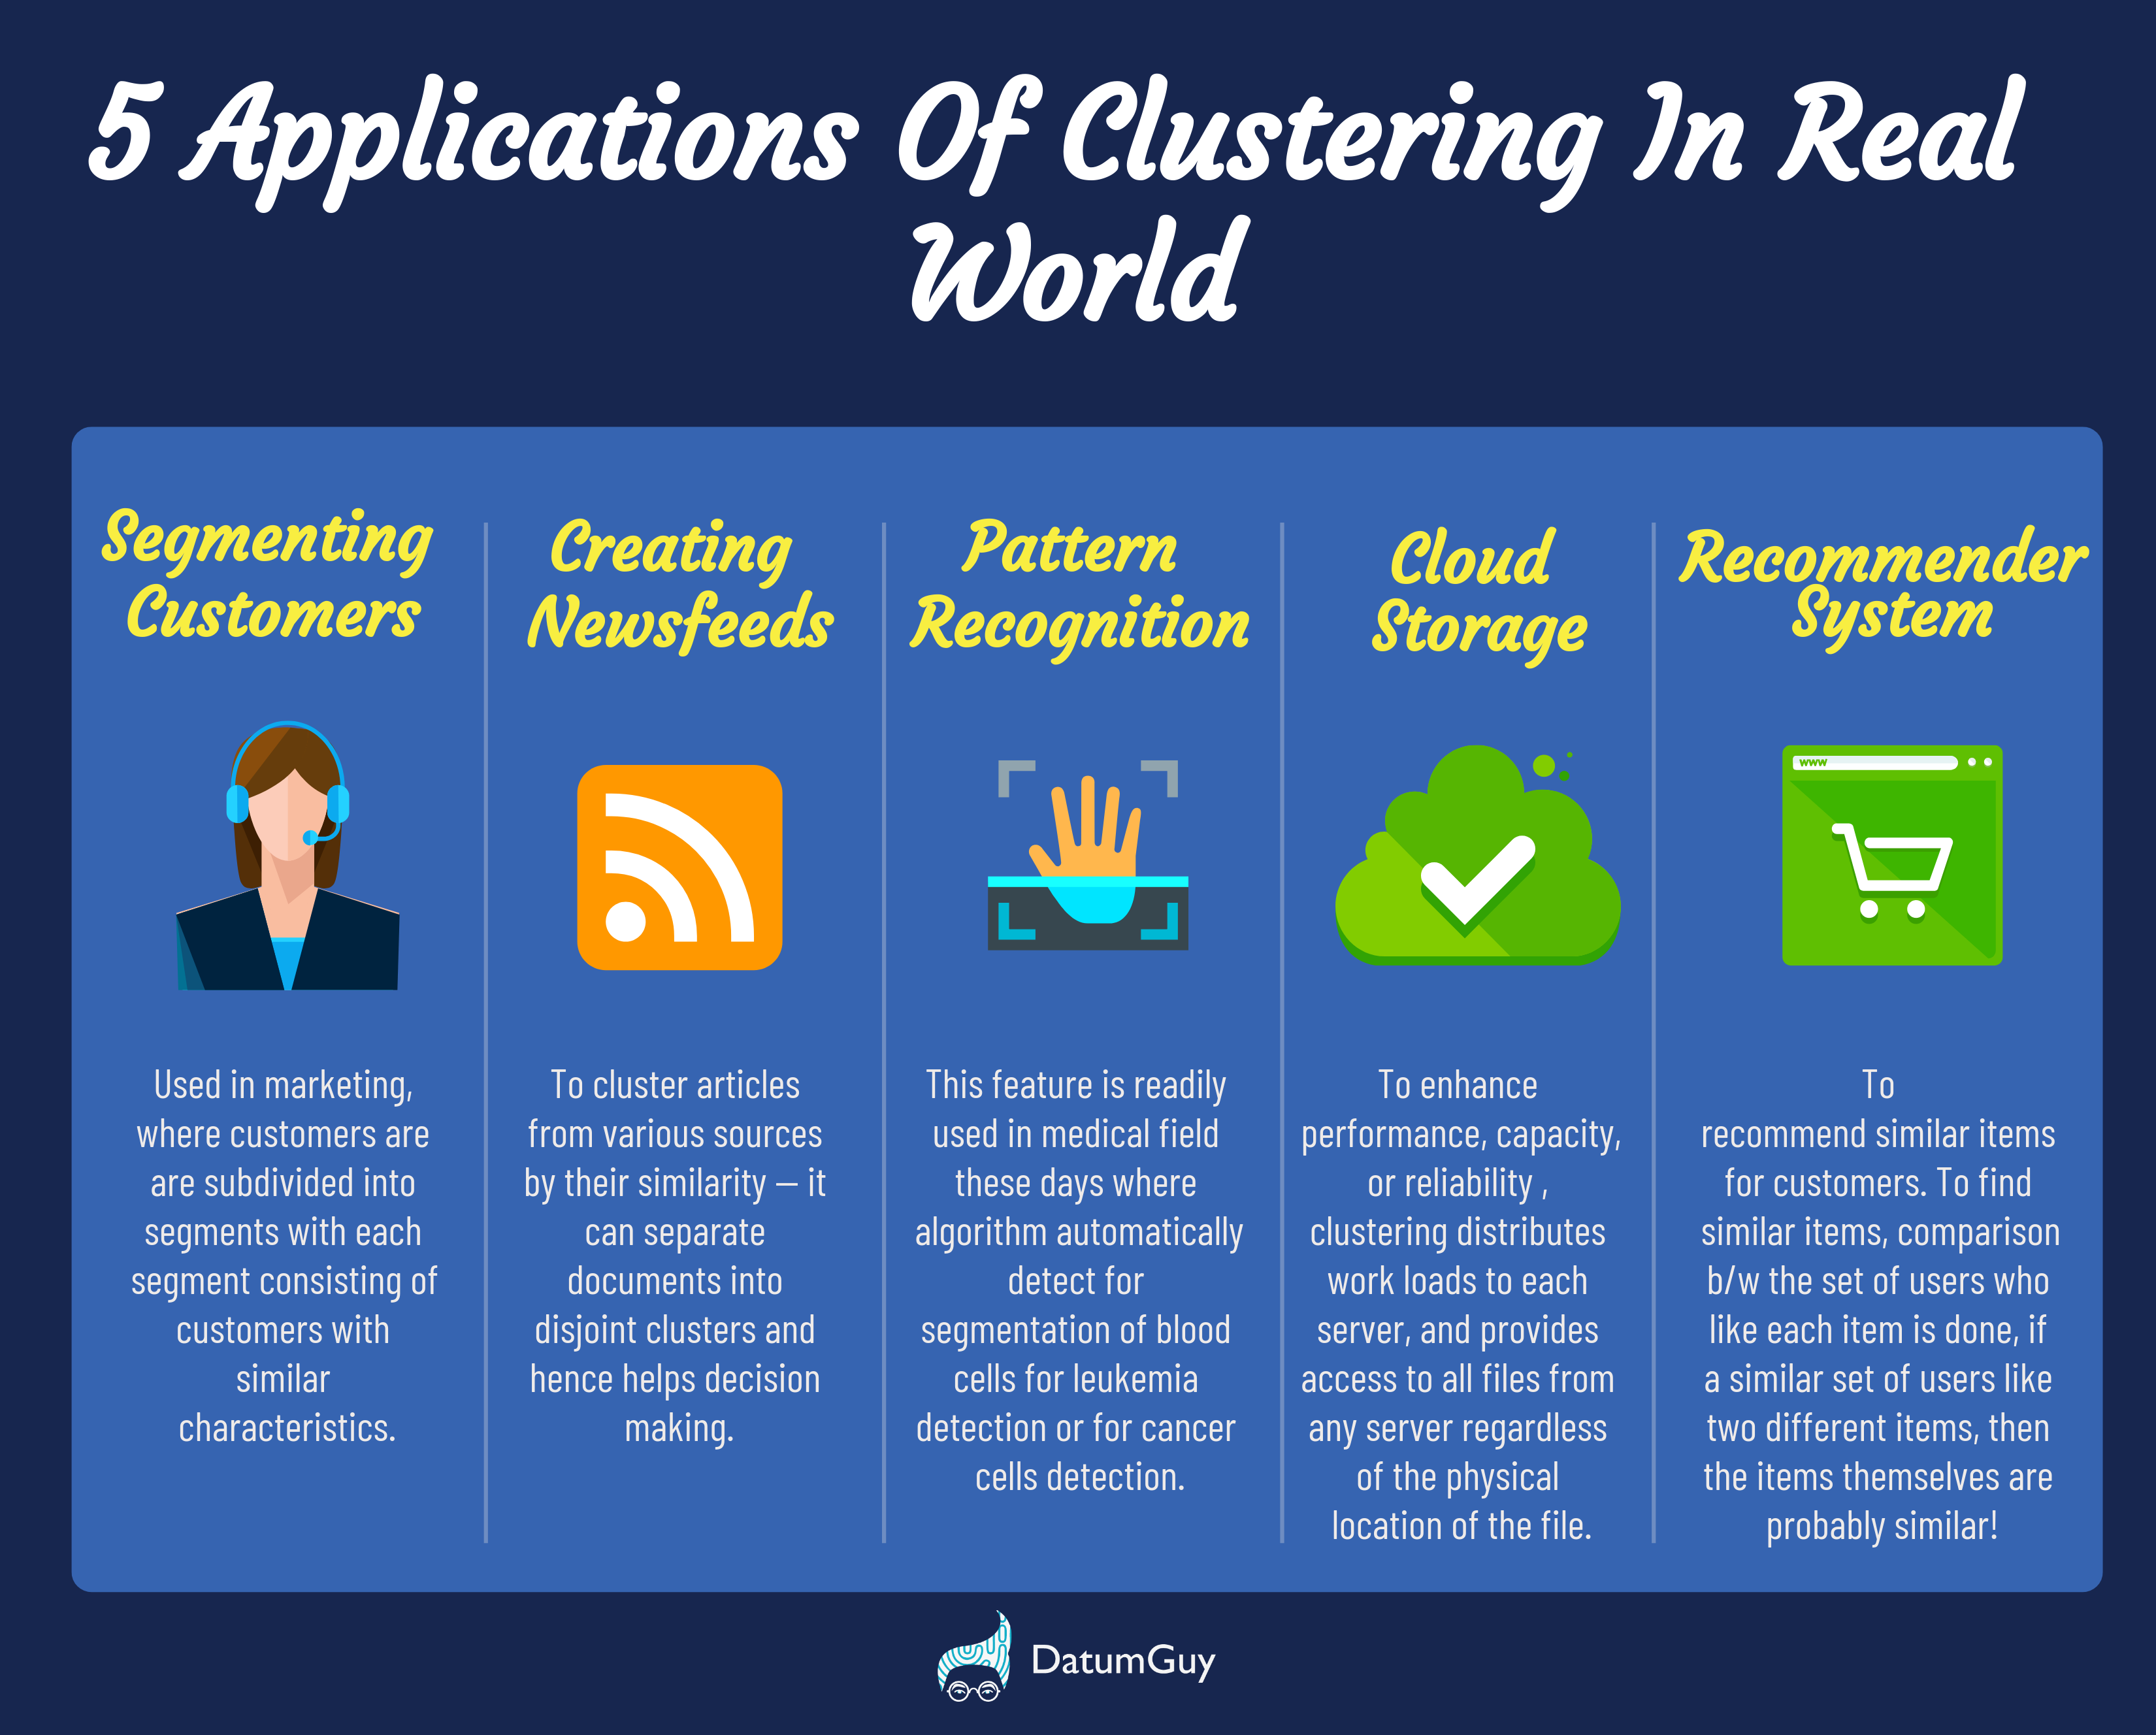 5 Applications Of Clustering In Real
World
Segmenting
Customers
Used in marketing,
where customers are
are subdivided into
segments with each
segment consisting of
customers with
similar
characteristics.
Creating
Newsfeeds
To cluster articles
from various sources
by their similarity – it
can separate
documents into
disjoint clusters and
hence helps decision
making.
Pattern
Recognition
This feature is readily
used in medical field
these days where
algorithm automatically
detect for
segmentation of blood
cells for leukemia
detection or for cancer
cells detection.
Cloud
Storage
To enhance
performance, capacity,
or reliability ,
clustering distributes
work loads to each
server, and provides
access to all files from
any server regardless
of the physical
location of the file.
Recommender
System
www
To
recommend similar items
for customers. To find
similar items, comparison
b/w the set of users who
like each item is done, if
a similar set of users like
two different items, then
the items themselves are
probably similar!
DatumGuy